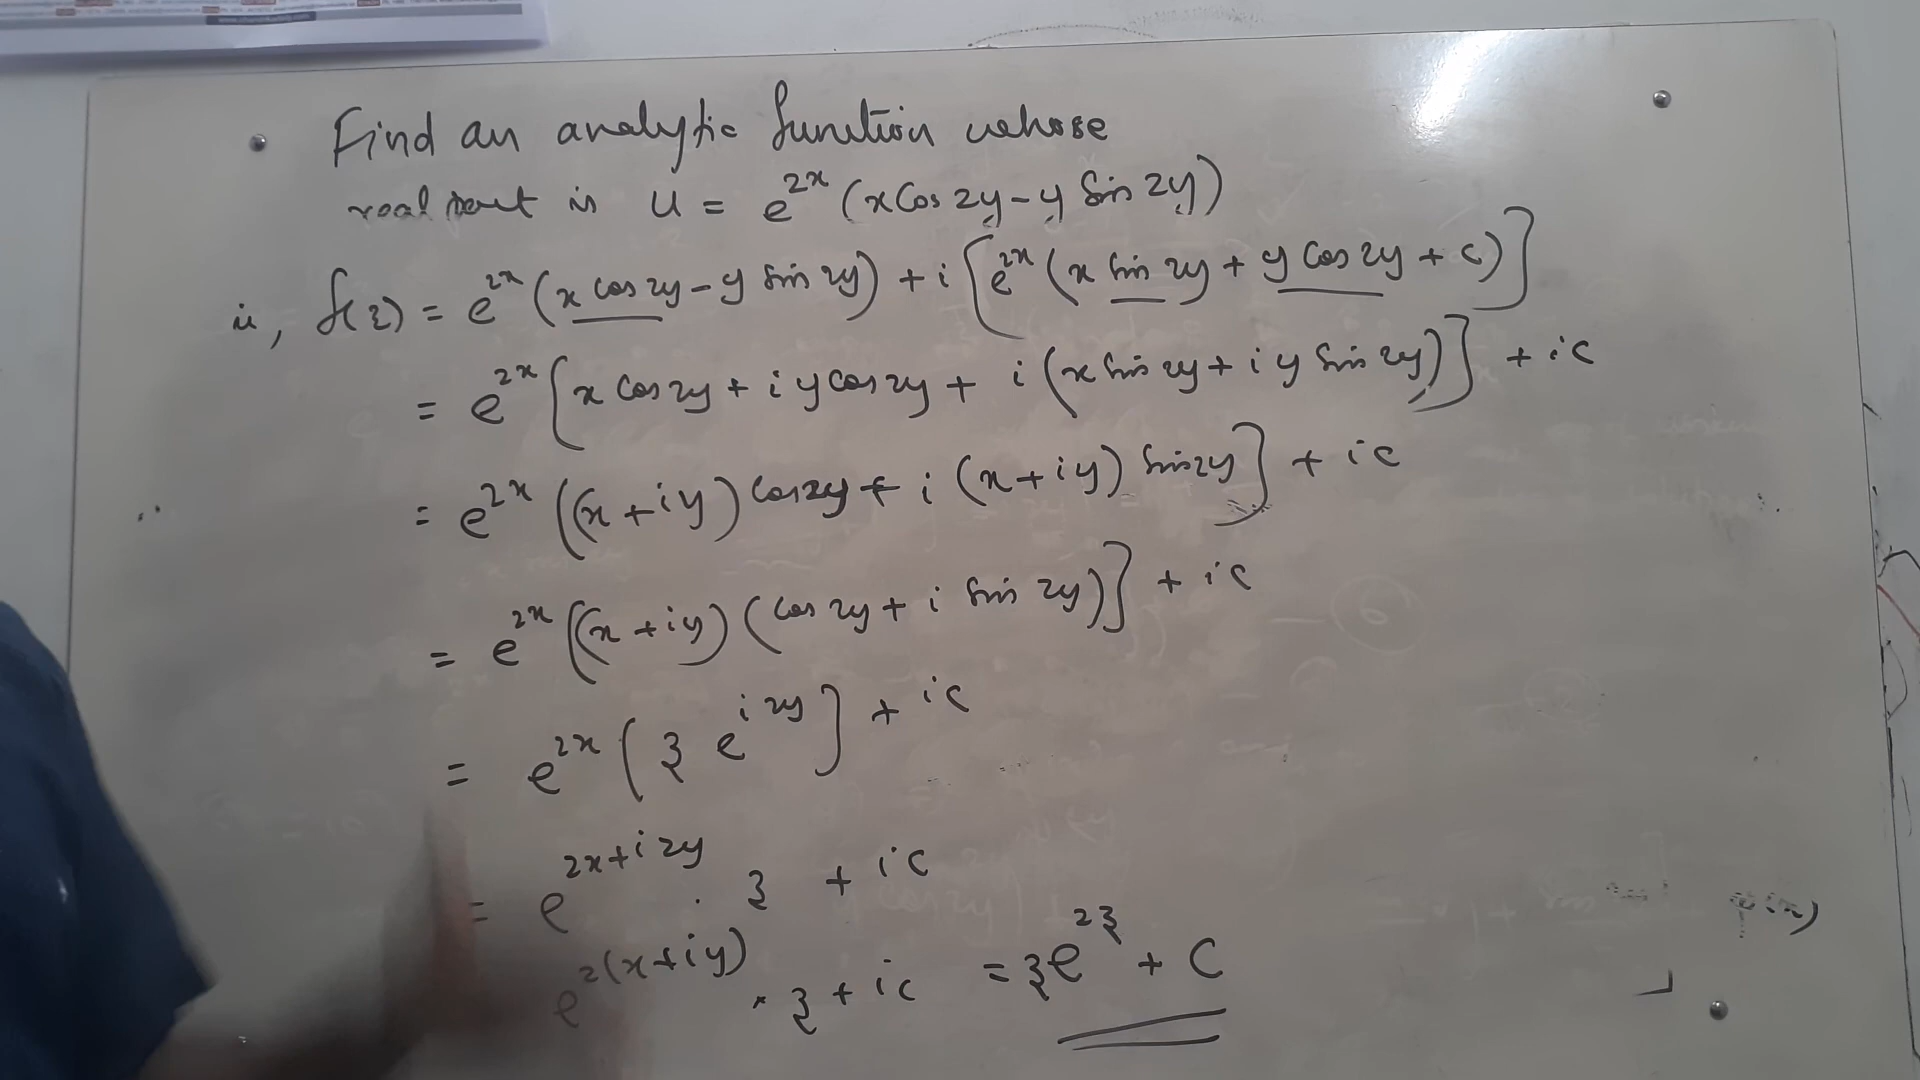 Find an analytic function whose
real part is u = e^{2x} (x Cos 2y - y Sin 2y)
ie, f(z) = e^{2x} (x cos 2y - y Sin 2y) + i [e^{2x} (x Sin 2y + y Cos 2y + c)]
= e^{2x} [x Cos 2y + i y Cos 2y + i (x Sin 2y + i y Sin 2y)] + ic
= e^{2x} ((x + iy) Cos 2y + i (x + iy) Sin 2y] + ic
= e^{2x} [(x + iy) (Cos 2y + i Sin 2y)] + ic
= e^{2x} [z e^{i2y}] + ic
= e^{2x + i2y} . z + ic
e^{2(x + iy)} . z + ic = z e^{2z} + C